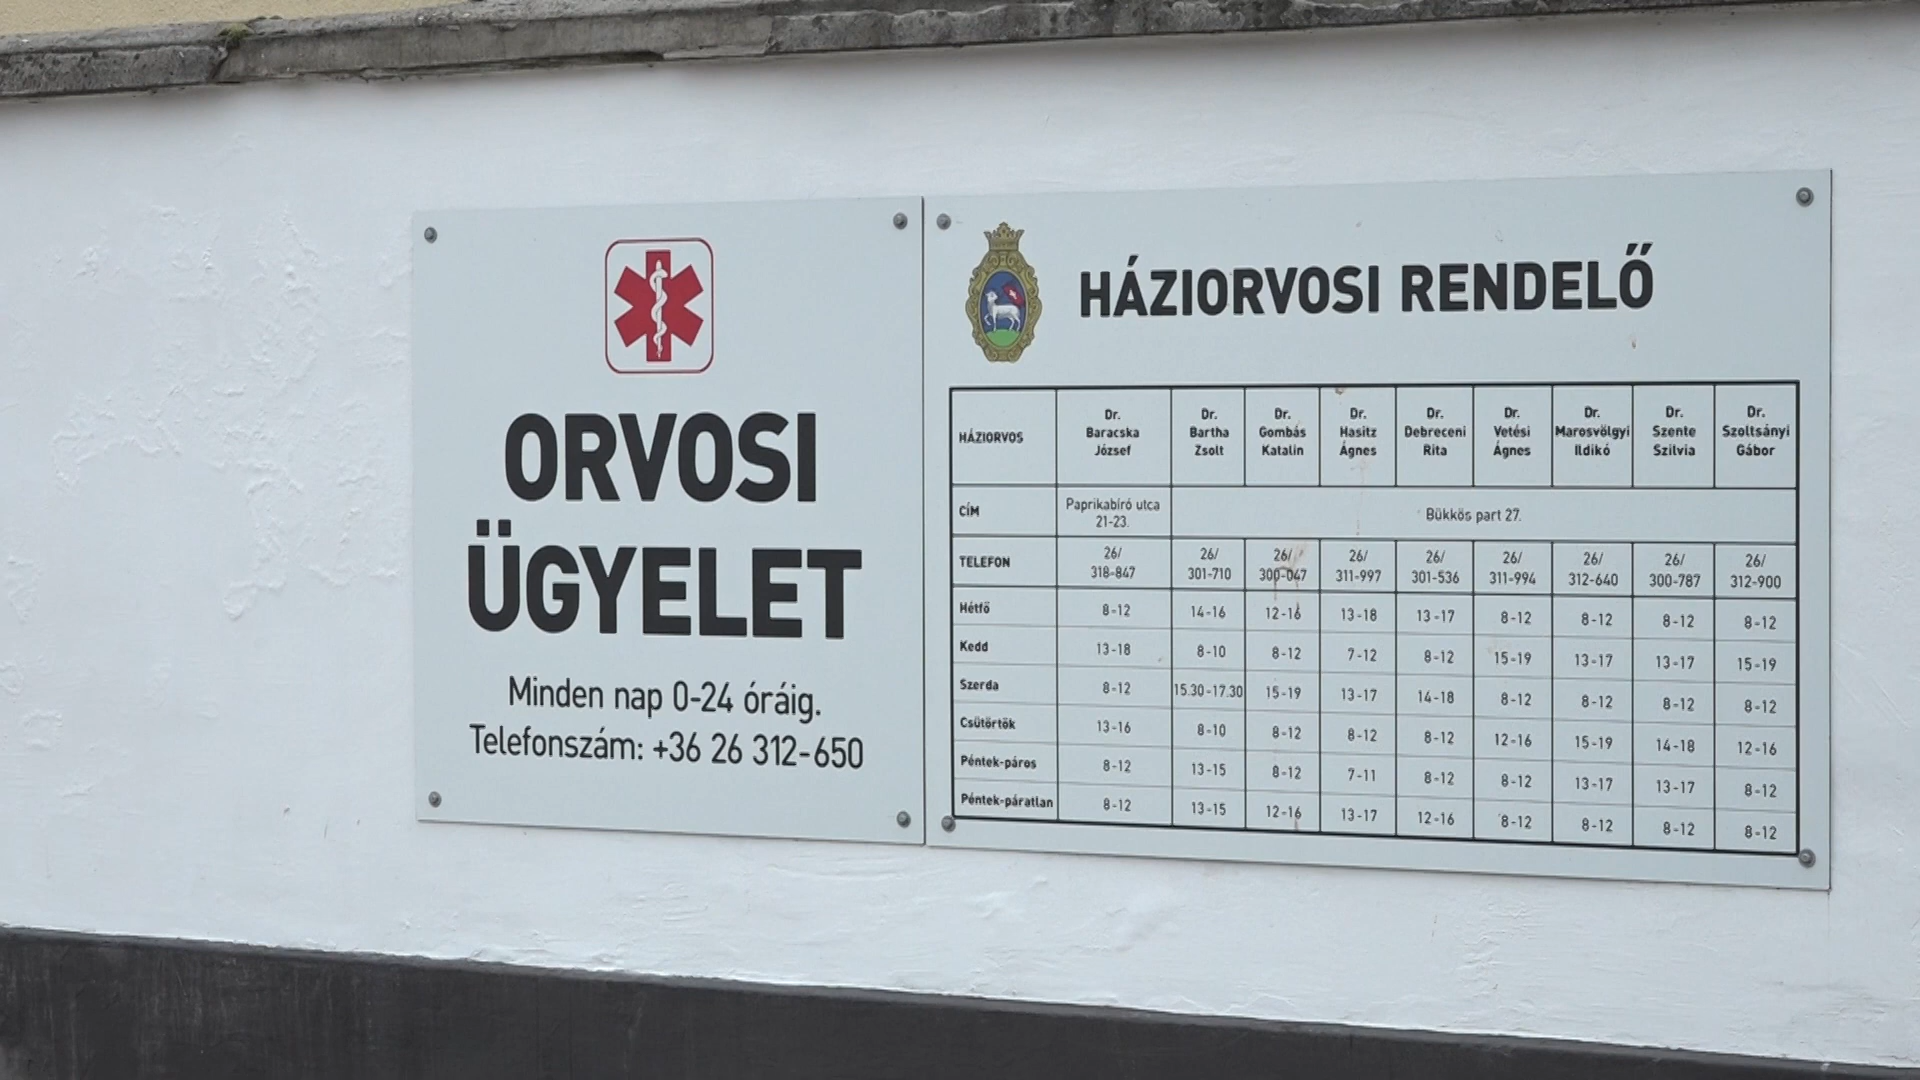 ORVOSI
ÜGYELET
Minden nap 0-24 óráig.
Telefonszám: +36 26 312-650
HÁZIORVOSI RENDELŐ
HÁZIORVOS Dr. Baracska József Dr. Bartha Zsolt Dr. Gombás Katalin Dr. Hasitz Ágnes Dr. Debreceni Rita Dr. Vetési Ágnes Dr. Marosvölgyi Ildikó Dr. Szente Szilvia Dr. Szoltsányi Gábor
CÍM Paprikabíró utca 21-23. Bükkös part 27.
TELEFON 26/318-847 26/301-710 26/300-047 26/311-997 26/301-536 26/311-994 26/312-640 26/300-787 26/312-900
Hétfő 8-12 14-16 12-16 13-18 13-17 8-12 8-12 8-12 8-12
Kedd 13-18 8-10 8-12 7-12 8-12 15-19 13-17 13-17 15-19
Szerda 8-12 15.30-17.30 15-19 13-17 14-18 8-12 8-12 8-12 8-12
Csütörtök 13-16 8-10 8-12 8-12 8-12 12-16 15-19 14-18 12-16
Péntek-páros 8-12 13-15 8-12 7-11 8-12 8-12 13-17 13-17 8-12
Péntek-páratlan 8-12 13-15 12-16 13-17 12-16 8-12 8-12 8-12 8-12